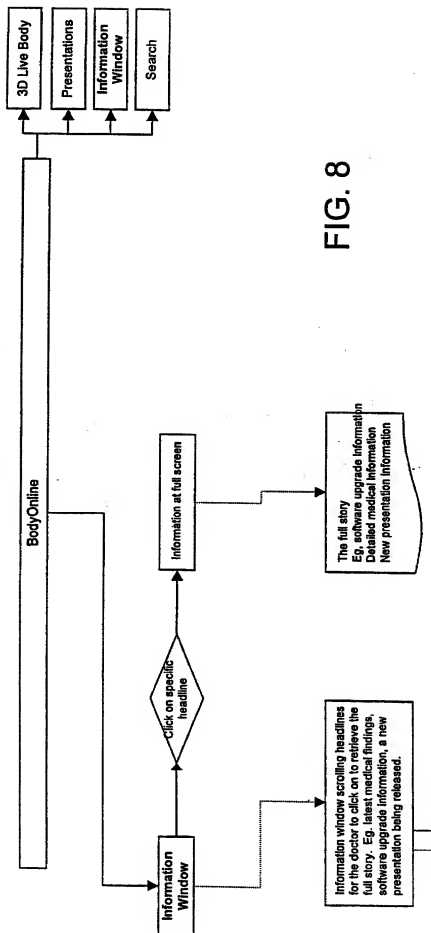 BodyOnline
3D Live Body
Presentations
Information
Window
Search
Information
Window
Click on specific
headline
Information at full screen
Information window scrolling headlines
for the doctor to click on to retrieve the
full story. Eg. latest medical findings,
software upgrade information, a new
presentation being released.
The full story
Eg, software upgrade information
Detailed medical information
New presentation information
FIG. 8